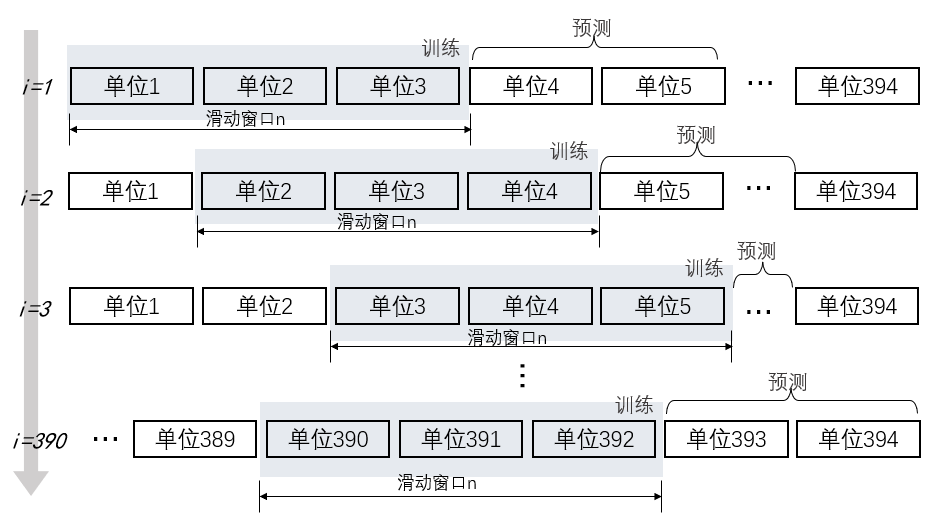 训练 预测
i=1 单位1 单位2 单位3 单位4 单位5 ··· 单位394
滑动窗口n
训练 预测
i=2 单位1 单位2 单位3 单位4 单位5 ··· 单位394
滑动窗口n
训练 预测
i=3 单位1 单位2 单位3 单位4 单位5 ··· 单位394
滑动窗口n
⋮
训练 预测
i=390 ··· 单位389 单位390 单位391 单位392 单位393 单位394
滑动窗口n